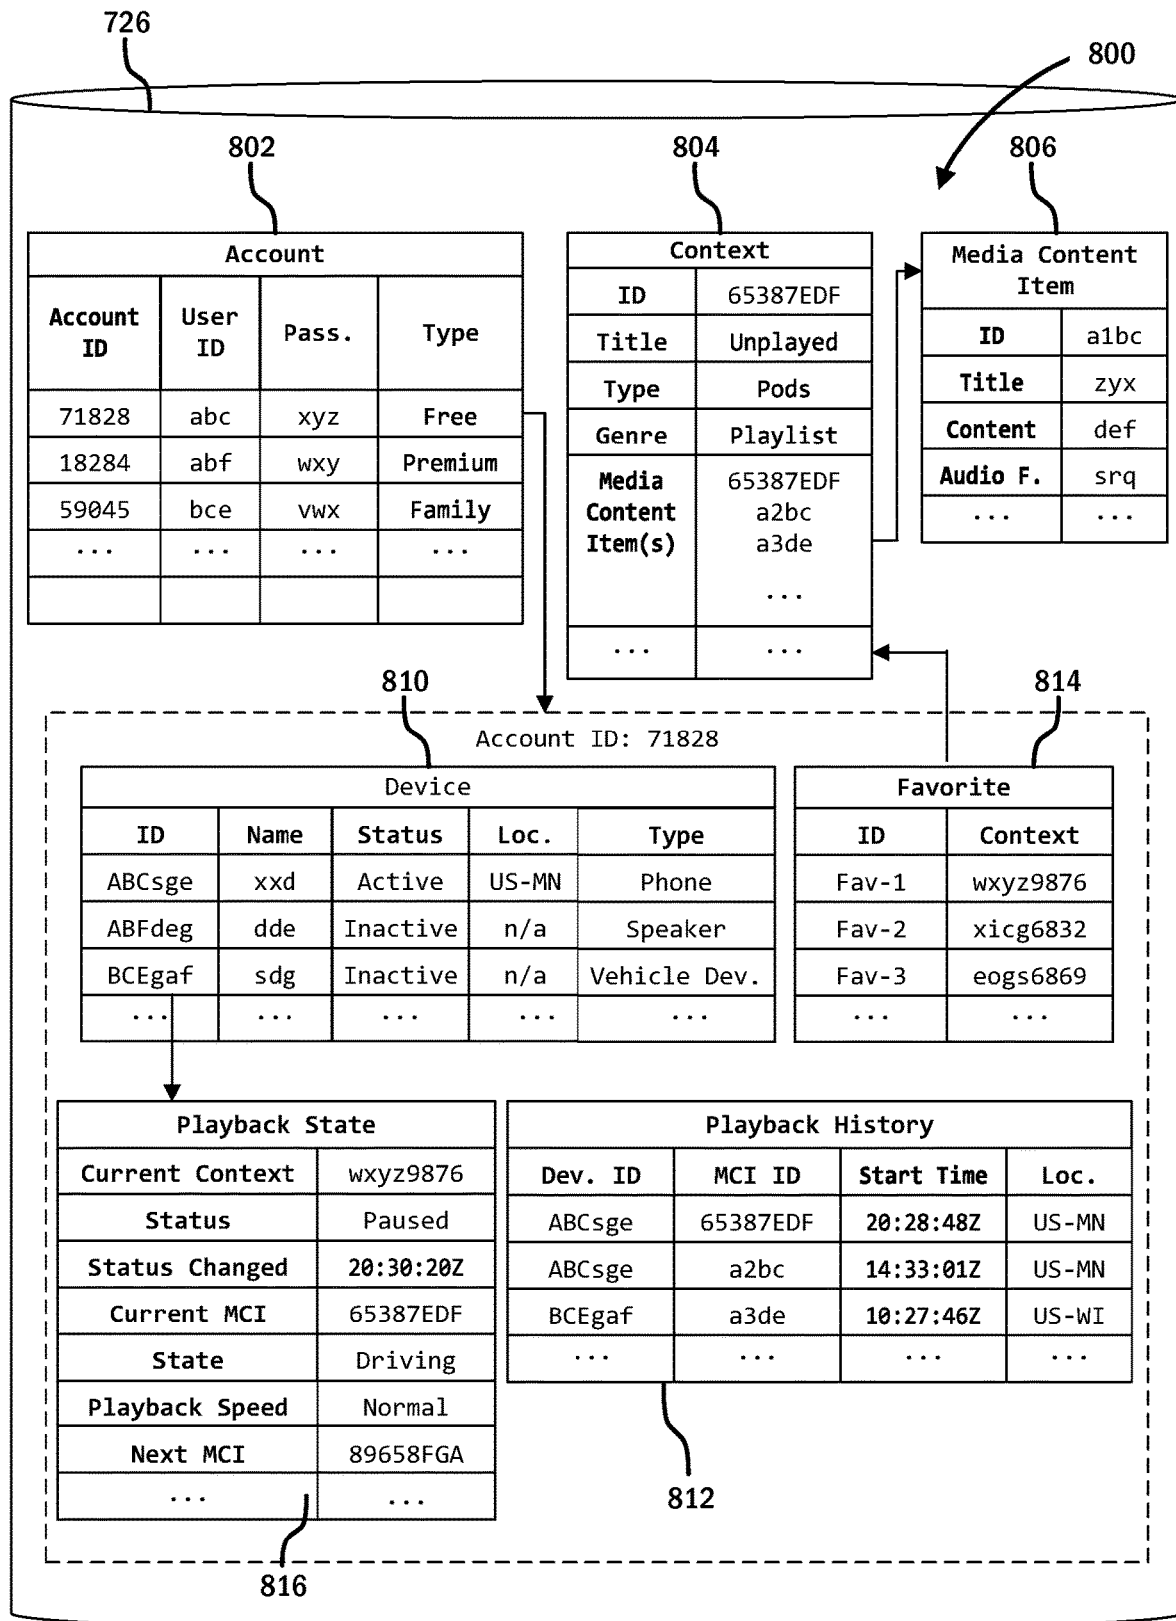 726
800
802
804
806
Account
Account ID User ID Pass. Type
71828 abc xyz Free
18284 abf wxy Premium
59045 bce vwx Family
... ... ... ...
Context
ID 65387EDF
Title Unplayed
Type Pods
Genre Playlist
Media 65387EDF
Content a2bc
Item(s) a3de
...
... ...
Media Content
Item
ID a1bc
Title zyx
Content def
Audio F. srq
... ...
810
814
Account ID: 71828
Device
ID Name Status Loc. Type
ABCsge xxd Active US-MN Phone
ABFdeg dde Inactive n/a Speaker
BCEgaf sdg Inactive n/a Vehicle Dev.
... ... ... ... ...
Favorite
ID Context
Fav-1 wxyz9876
Fav-2 xicg6832
Fav-3 eogs6869
... ...
Playback State
Current Context wxyz9876
Status Paused
Status Changed 20:30:20Z
Current MCI 65387EDF
State Driving
Playback Speed Normal
Next MCI 89658FGA
... ...
Playback History
Dev. ID MCI ID Start Time Loc.
ABCsge 65387EDF 20:28:48Z US-MN
ABCsge a2bc 14:33:01Z US-MN
BCEgaf a3de 10:27:46Z US-WI
... ... ... ...
812
816